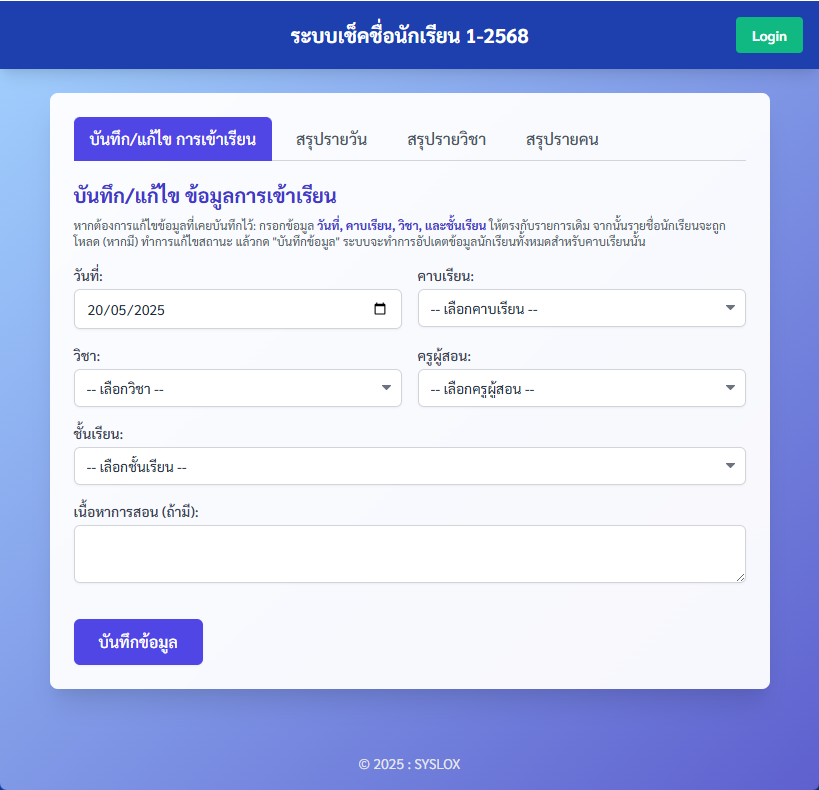 ระบบเช็คชื่อนักเรียน 1-2568
Login
บันทึก/แก้ไข การเข้าเรียน
สรุปรายวัน
สรุปรายวิชา
สรุปรายคน
บันทึก/แก้ไข ข้อมูลการเข้าเรียน
หากต้องการแก้ไขข้อมูลที่เคยบันทึกไว้: กรอกข้อมูล วันที่, คาบเรียน, วิชา, และชั้นเรียน ให้ตรงกับรายการเดิม จากนั้นรายชื่อนักเรียนจะถูก
โหลด (หากมี) ทำการแก้ไขสถานะ แล้วกด "บันทึกข้อมูล" ระบบจะทำการอัปเดตข้อมูลนักเรียนทั้งหมดสำหรับคาบเรียนนั้น
วันที่:
คาบเรียน:
20/05/2025
-- เลือกคาบเรียน --
วิชา:
ครูผู้สอน:
-- เลือกวิชา --
-- เลือกครูผู้สอน --
ชั้นเรียน:
-- เลือกชั้นเรียน --
เนื้อหาการสอน (ถ้ามี):
บันทึกข้อมูล
© 2025 : SYSLOX